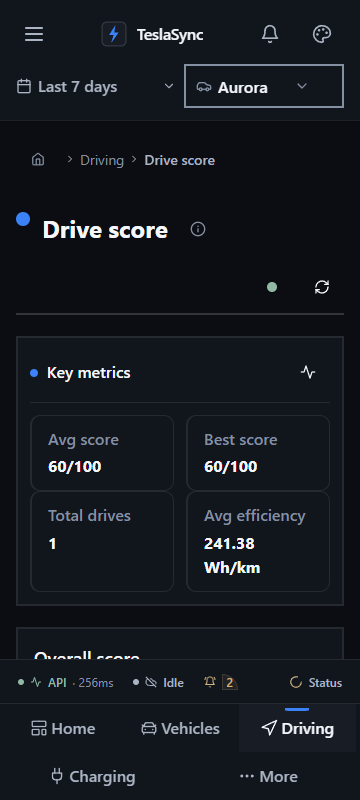 TeslaSync
Last 7 days
Aurora
Driving
Drive score
Drive score
Key metrics
Avg score
60/100
Best score
60/100
Total drives
1
Avg efficiency
241.38
Wh/km
Overall score
API · 256ms
Idle
2
Status
Home
Vehicles
Driving
Charging
More